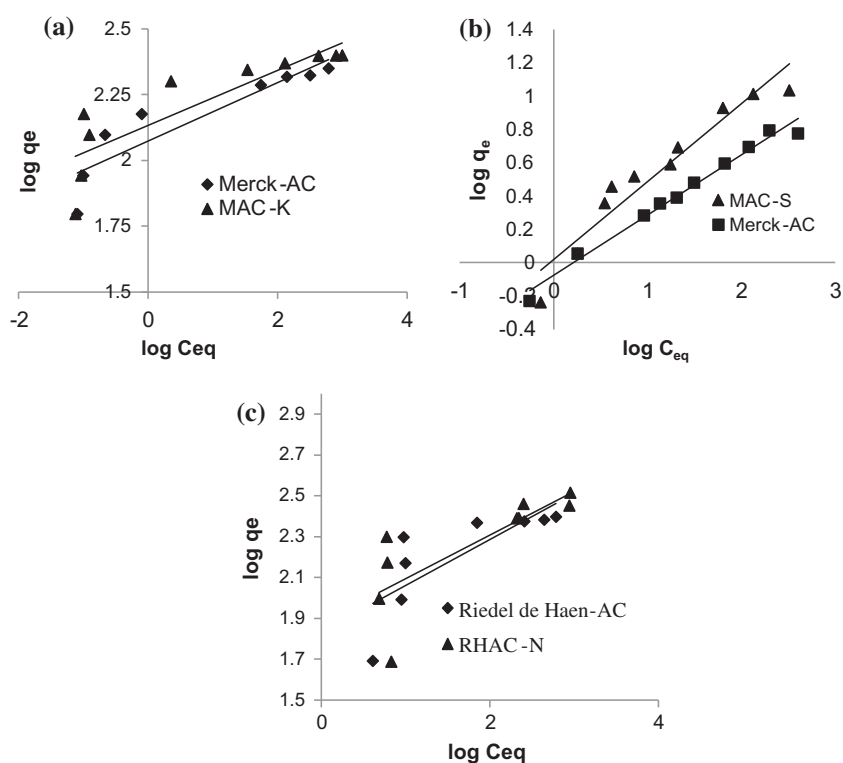 (a)
2.5
2.25
2
1.75
1.5
-2
0
2
4
log qe
log Ceq
Merck-AC
MAC-K
(b)
1.4
1.2
1
0.8
0.6
0.4
0.2
0
-0.2
-0.4
-1
0
1
2
3
log qe
log Ceq
MAC-S
Merck-AC
(c)
2.9
2.7
2.5
2.3
2.1
1.9
1.7
1.5
0
2
4
log qe
log Ceq
Riedel de Haen-AC
RHAC-N